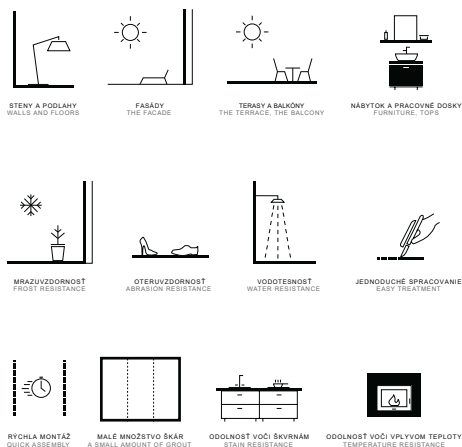 STENY A PODLAHY
WALLS AND FLOORS
FASÁDY
THE FACADE
TERASY A BALKÓNY
THE TERRACE, THE BALCONY
NÁBYTOK A PRACOVNÉ DOSKY
FURNITURE, TOPS
MRAZUVZDORNOSŤ
FROST RESISTANCE
OTERUVZDORNOSŤ
ABRASION RESISTANCE
VODOTESNOSŤ
WATER RESISTANCE
JEDNODUCHÉ SPRACOVANIE
EASY TREATMENT
RÝCHLA MONTÁŽ
QUICK ASSEMBLY
MALÉ MNOŽSTVO ŠKÁR
A SMALL AMOUNT OF GROUT
ODOLNOSŤ VOČI ŠKVRNÁM
STAIN RESISTANCE
ODOLNOSŤ VOČI VPLYVOM TEPLOTY
TEMPERATURE RESISTANCE